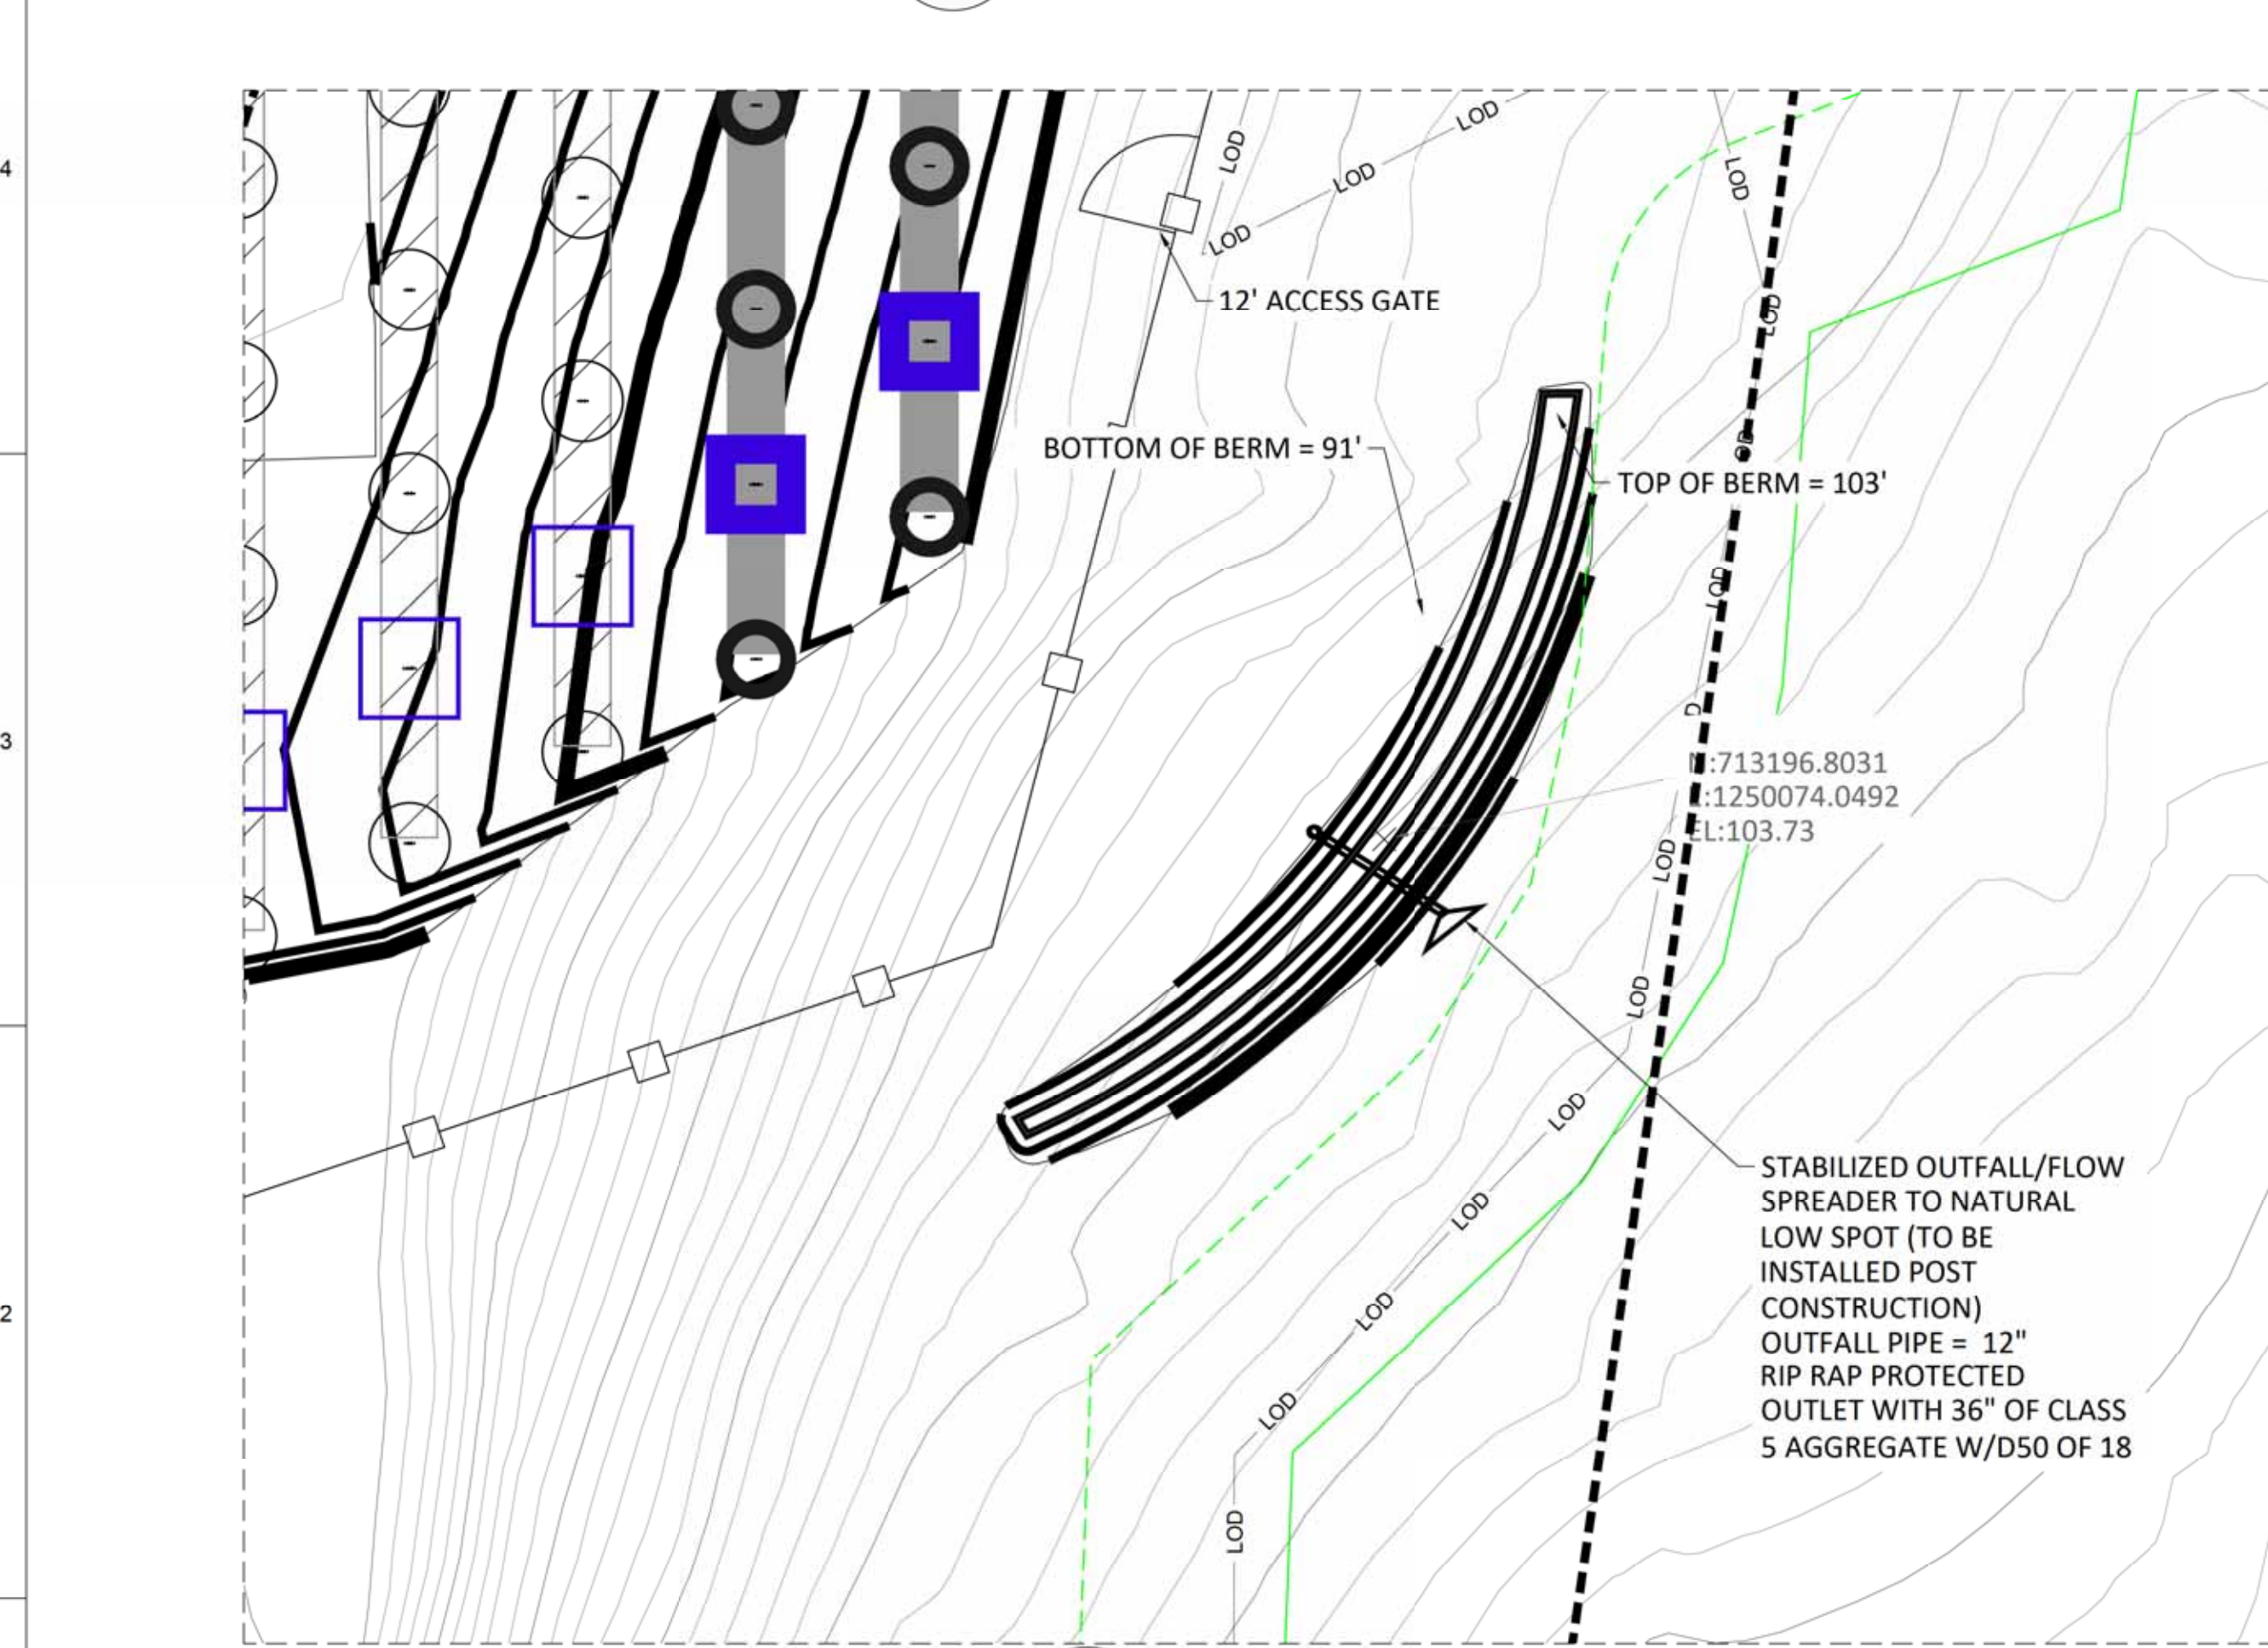 4
LOD
LOD
LOD
LOD
LOD
LOD
12' ACCESS GATE
BOTTOM OF BERM = 91'
TOP OF BERM = 103'
LOD
3
:713196.8031
:1250074.0492
EL:103.73
LOD
LOD
LOD
STABILIZED OUTFALL/FLOW
SPREADER TO NATURAL
LOW SPOT (TO BE
INSTALLED POST
CONSTRUCTION)
OUTFALL PIPE = 12"
RIP RAP PROTECTED
OUTLET WITH 36" OF CLASS
5 AGGREGATE W/D50 OF 18
LOD
2
LOD
LOD
LOD